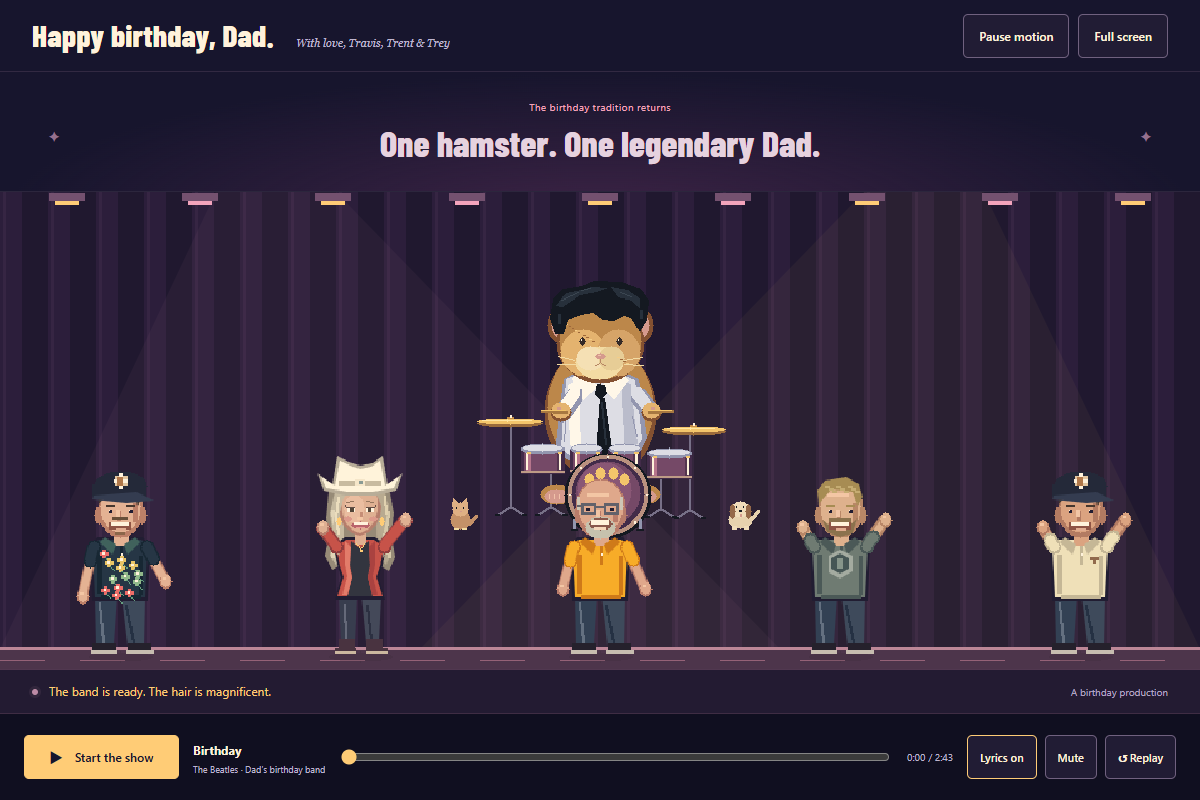 Happy birthday, Dad.
With love, Travis, Trent & Trey
Pause motion
Full screen
The birthday tradition returns
One hamster. One legendary Dad.
The band is ready. The hair is magnificent.
A birthday production
Start the show
Birthday
The Beatles · Dad's birthday band
0:00 / 2:43
Lyrics on
Mute
↺ Replay